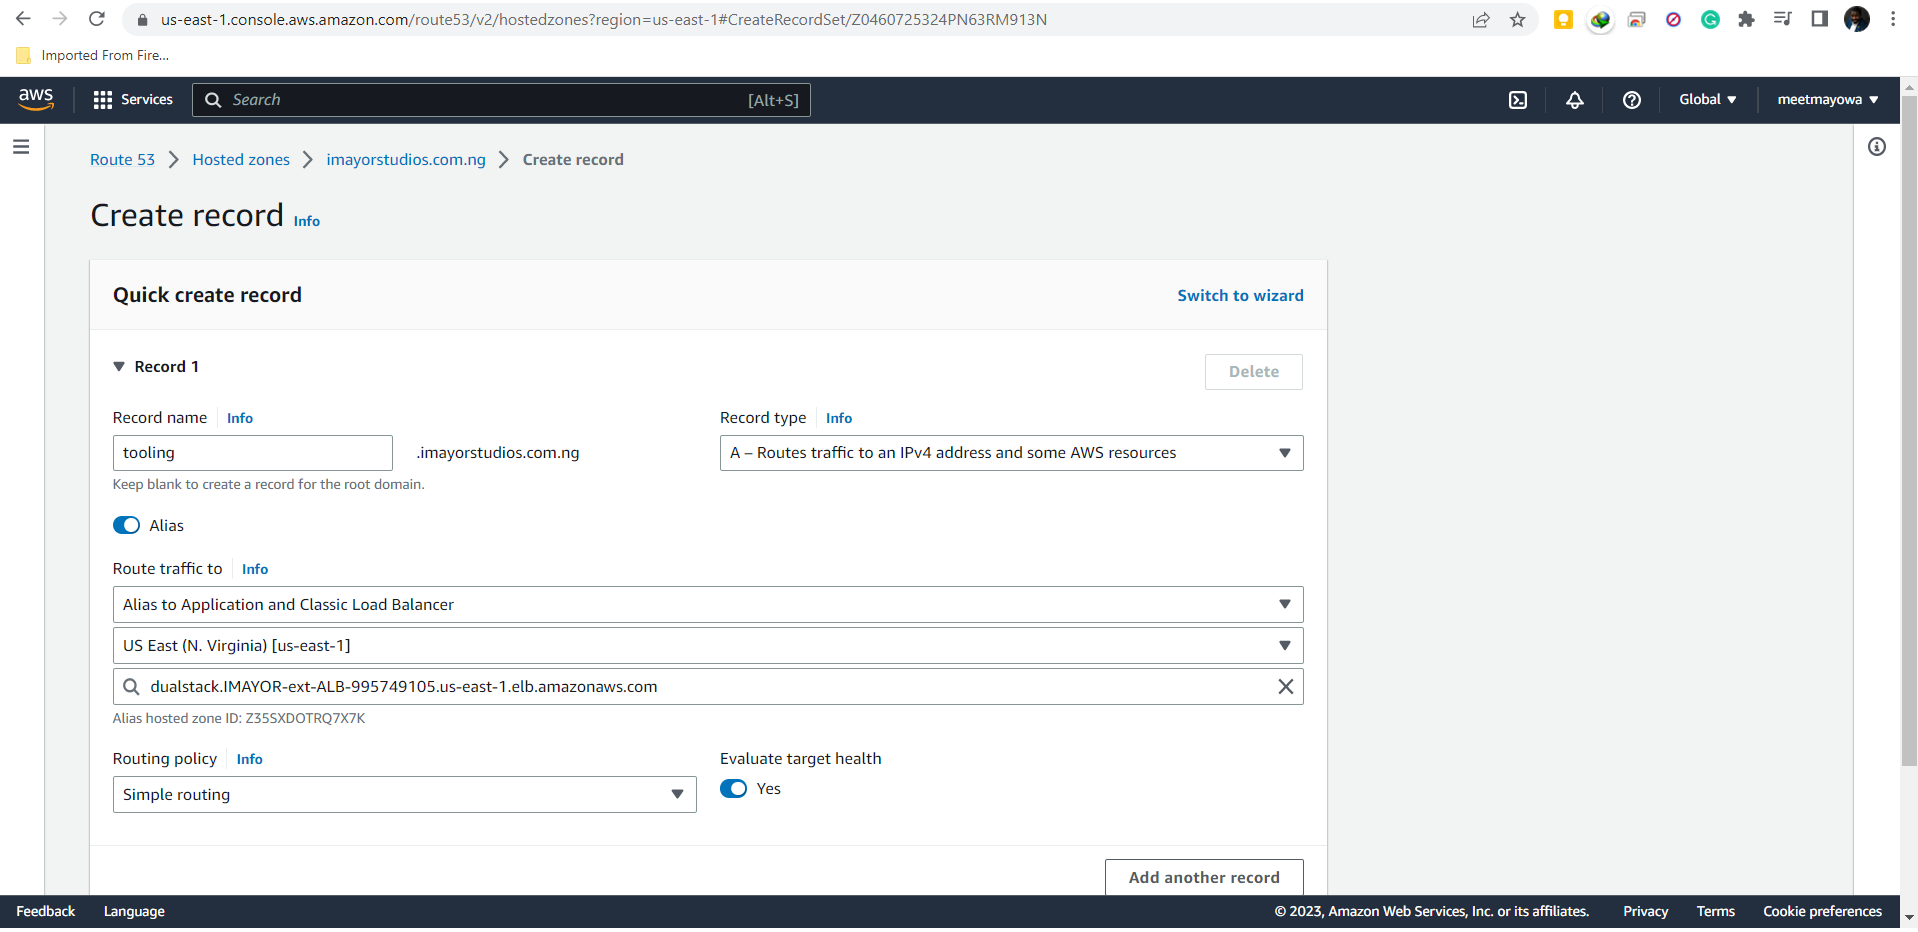 us-east-1.console.aws.amazon.com/route53/v2/hostedzones?region=us-east-1#CreateRecordSet/Z0460725324PN63RM913N
Imported From Fire...
aws Services Search [Alt+S] Global ▼ meetmayowa ▼
Route 53 > Hosted zones > imayorstudios.com.ng > Create record
Create record Info
Quick create record Switch to wizard
▼ Record 1 Delete
Record name Info Record type Info
tooling .imayorstudios.com.ng A – Routes traffic to an IPv4 address and some AWS resources
Keep blank to create a record for the root domain.
Alias
Route traffic to Info
Alias to Application and Classic Load Balancer
US East (N. Virginia) [us-east-1]
dualstack.IMAYOR-ext-ALB-995749105.us-east-1.elb.amazonaws.com
Alias hosted zone ID: Z35SXDOTRQ7X7K
Routing policy Info Evaluate target health
Simple routing Yes
Add another record
Feedback Language © 2023, Amazon Web Services, Inc. or its affiliates. Privacy Terms Cookie preferences